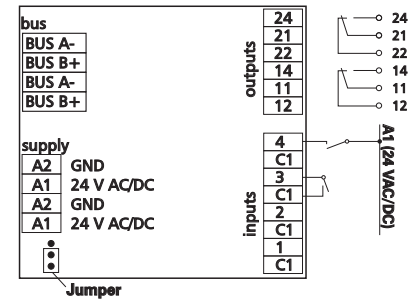 bus
BUS A-
BUS B+
BUS A-
BUS B+
supply
A2 GND
A1 24 V AC/DC
A2 GND
A1 24 V AC/DC
Jumper
outputs
24
21
22
14
11
12
inputs
4
C1
3
C1
2
C1
1
C1
24
21
22
14
11
12
A1 (24 VAC/DC)